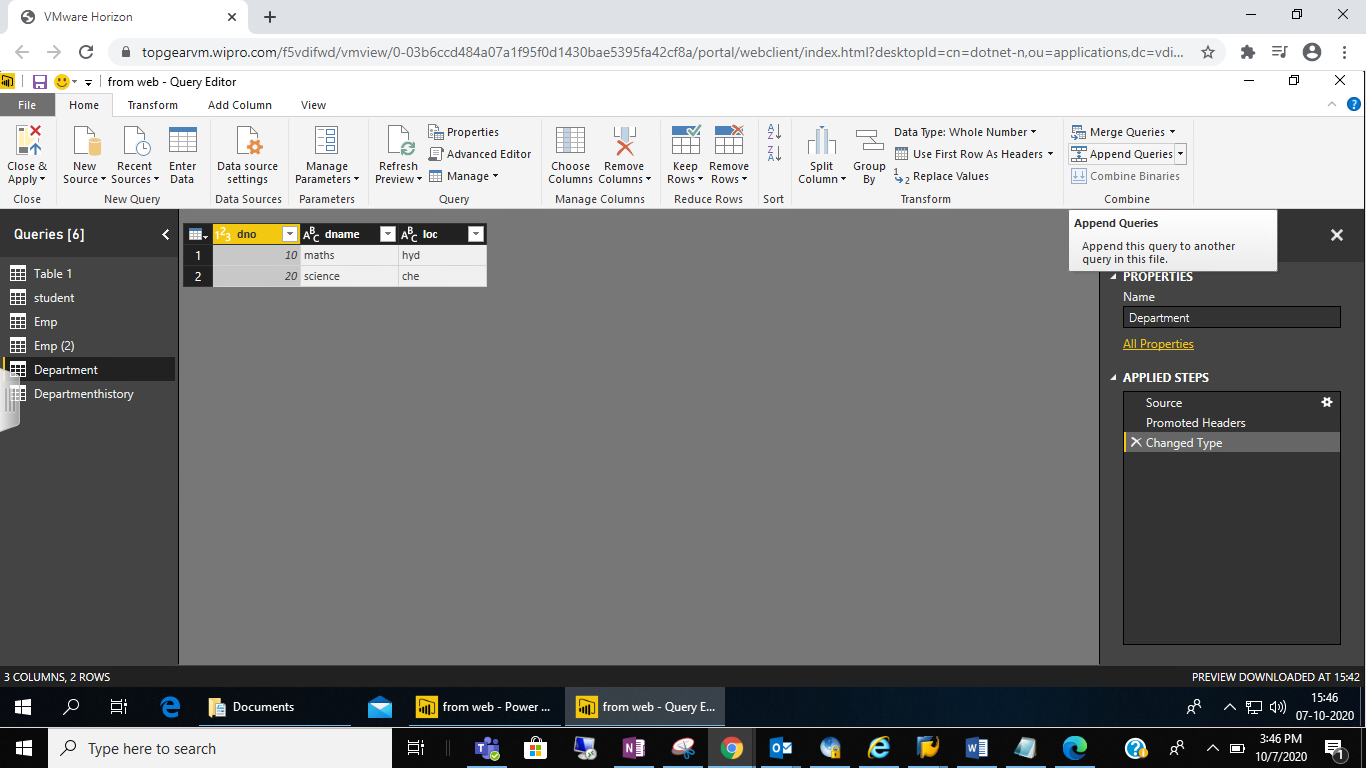 VMware Horizon
topgearvm.wipro.com/f5vdifwd/vmview/0-03b6ccd484a07a1f95f0d1430bae5395fa42cf8a/portal/webclient/index.html?desktopId=cn=dotnet-n,ou=applications,dc=vdi...
from web - Query Editor
File Home Transform Add Column View
Close & Apply
New Source
Recent Sources
Enter Data
Data source settings
Manage Parameters
Refresh Preview
Properties
Advanced Editor
Manage
Choose Columns
Remove Columns
Keep Rows
Remove Rows
Split Column
Group By
Data Type: Whole Number
Use First Row As Headers
Replace Values
Merge Queries
Append Queries
Combine Binaries
Close New Query Data Sources Parameters Query Manage Columns Reduce Rows Sort Transform Combine
Append Queries
Append this query to another
query in this file.
Queries [6]
Table 1
student
Emp
Emp (2)
Department
Departmenthistory
123 dno ABC dname ABC loc
1 10 maths hyd
2 20 science che
PROPERTIES
Name
Department
All Properties
APPLIED STEPS
Source
Promoted Headers
Changed Type
3 COLUMNS, 2 ROWS PREVIEW DOWNLOADED AT 15:42
Documents
from web - Power ...
from web - Query E...
15:46
07-10-2020
Type here to search
3:46 PM
10/7/2020